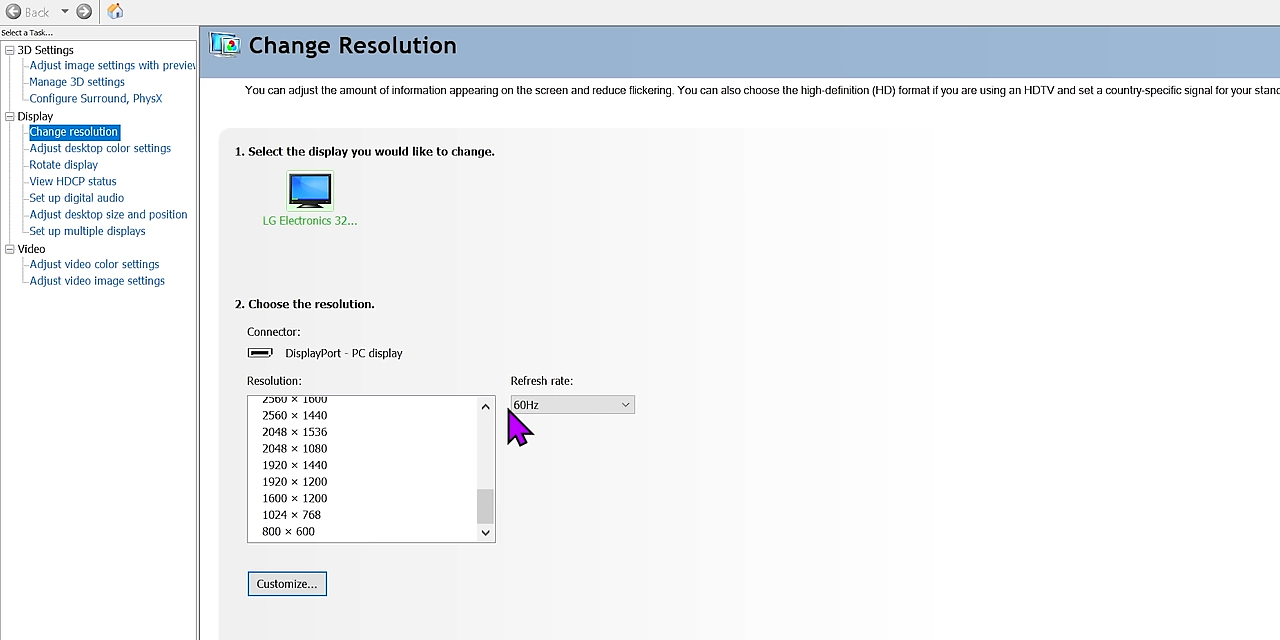 Back
Select a Task...
3D Settings
Adjust image settings with preview
Manage 3D settings
Configure Surround, PhysX
Display
Change resolution
Adjust desktop color settings
Rotate display
View HDCP status
Set up digital audio
Adjust desktop size and position
Set up multiple displays
Video
Adjust video color settings
Adjust video image settings
Change Resolution
You can adjust the amount of information appearing on the screen and reduce flickering. You can also choose the high-definition (HD) format if you are using an HDTV and set a country-specific signal for your stand
1. Select the display you would like to change.
LG Electronics 32...
2. Choose the resolution.
Connector:
DisplayPort - PC display
Resolution:
2560 × 1600
2560 × 1440
2048 × 1536
2048 × 1080
1920 × 1440
1920 × 1200
1600 × 1200
1024 × 768
800 × 600
Refresh rate:
60Hz
Customize...